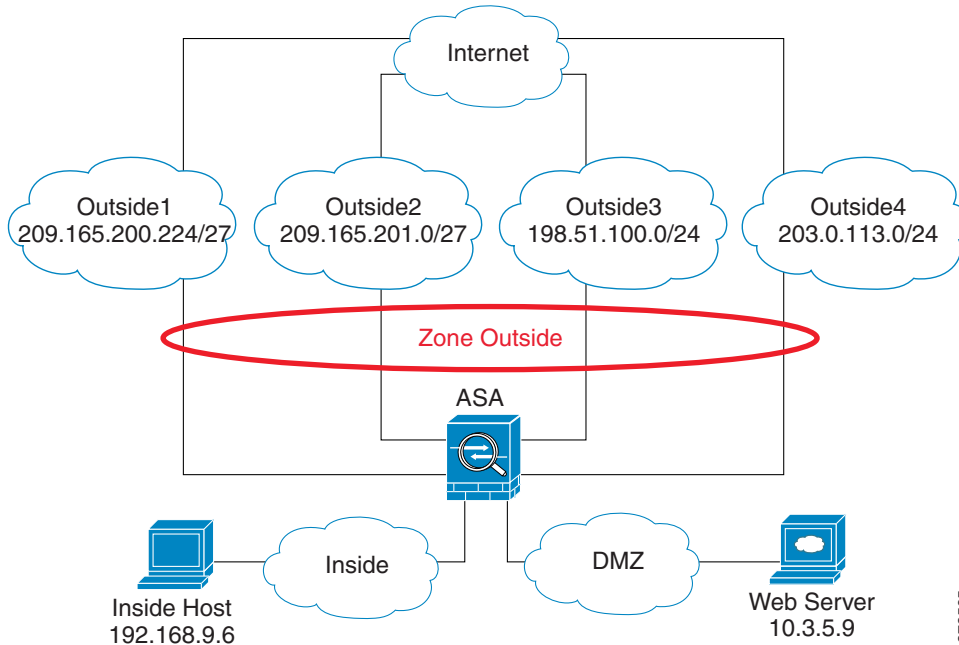 Internet
Outside1
209.165.200.224/27
Outside2
209.165.201.0/27
Outside3
198.51.100.0/24
Outside4
203.0.113.0/24
Zone Outside
ASA
Inside
DMZ
Inside Host
192.168.9.6
Web Server
10.3.5.9